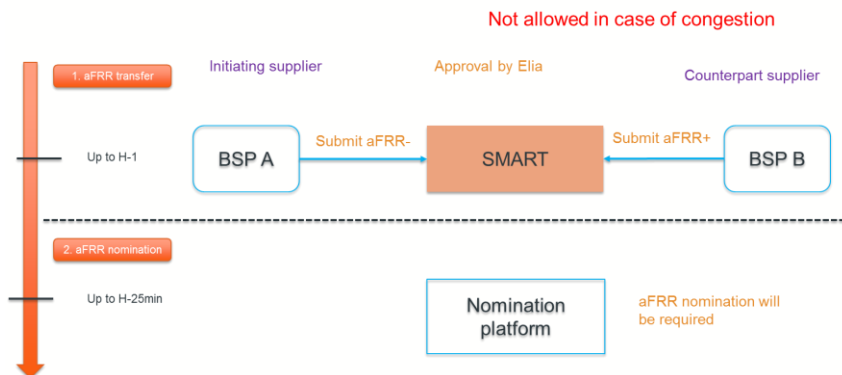 Not allowed in case of congestion
Initiating supplier
Approval by Elia
Counterpart supplier
1. aFRR transfer
Up to H-1
BSP A
Submit aFRR-
SMART
Submit aFRR+
BSP B
2. aFRR nomination
Up to H-25min
Nomination
platform
aFRR nomination will
be required